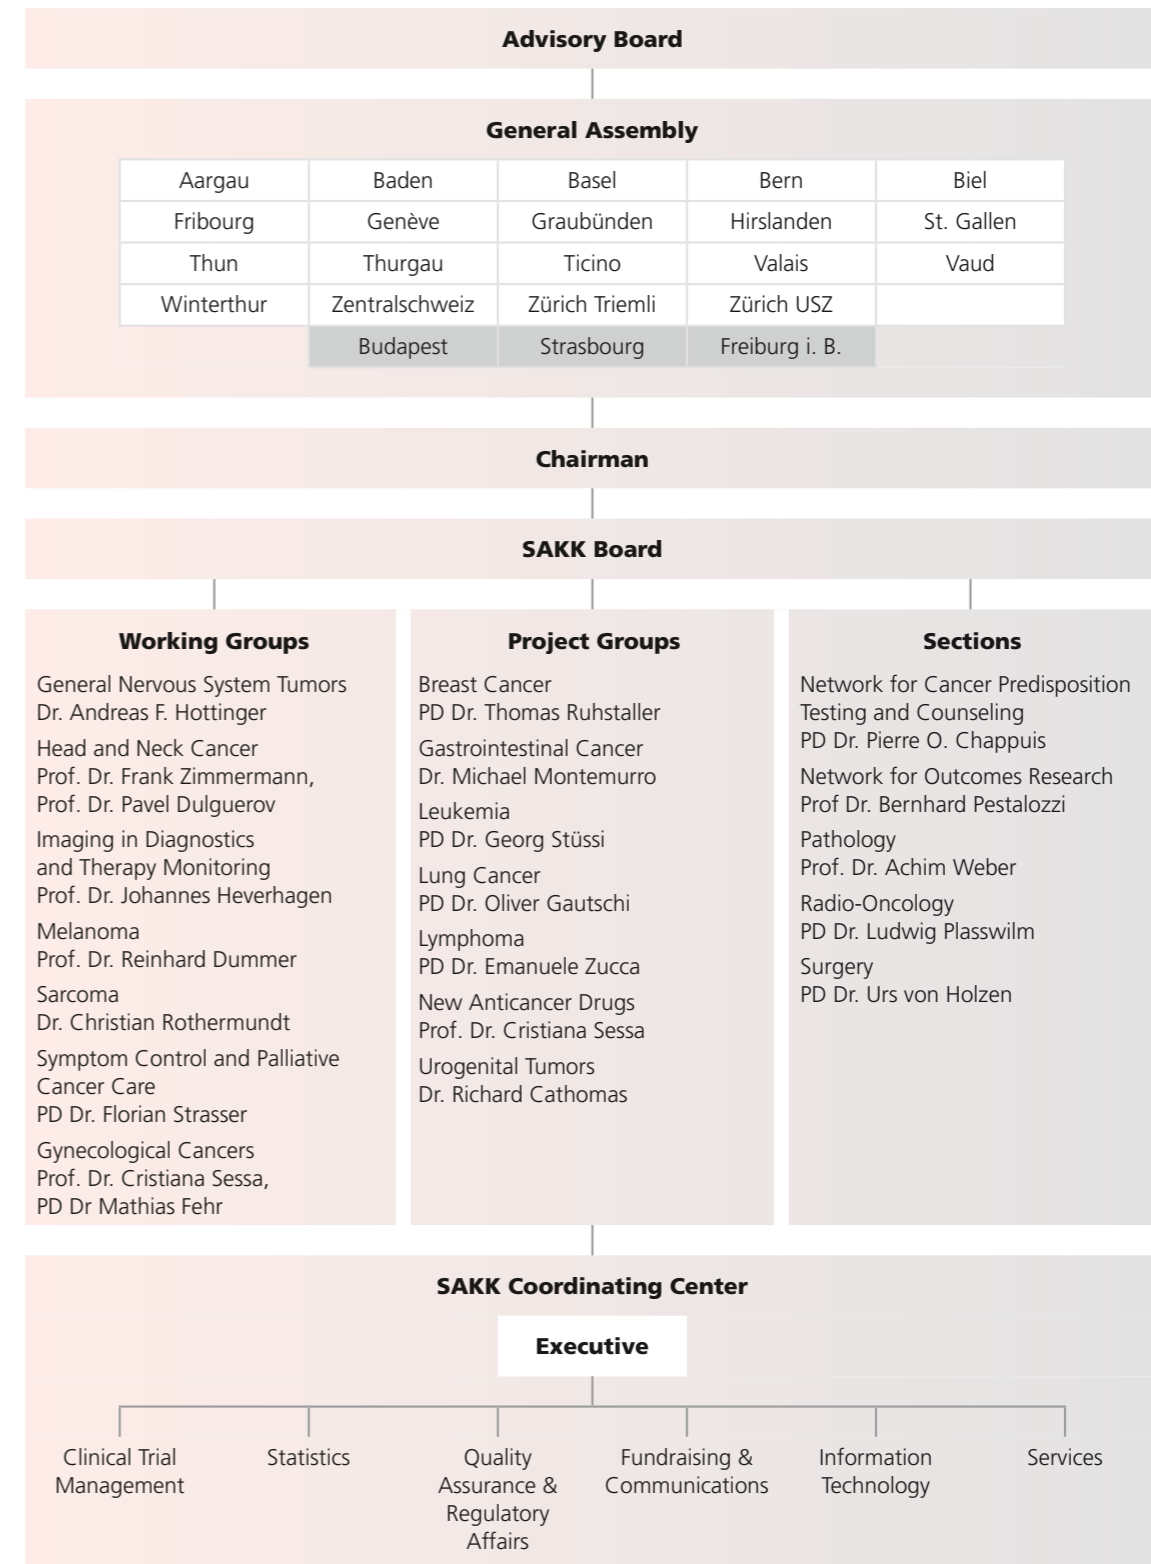 Advisory Board
General Assembly
Aargau Baden Basel Bern Biel
Fribourg Genève Graubünden Hirslanden St. Gallen
Thun Thurgau Ticino Valais Vaud
Winterthur Zentralschweiz Zürich Triemli Zürich USZ
Budapest Strasbourg Freiburg i. B.
Chairman
SAKK Board
Working Groups
General Nervous System Tumors
Dr. Andreas F. Hottinger
Head and Neck Cancer
Prof. Dr. Frank Zimmermann,
Prof. Dr. Pavel Dulguerov
Imaging in Diagnostics
and Therapy Monitoring
Prof. Dr. Johannes Heverhagen
Melanoma
Prof. Dr. Reinhard Dummer
Sarcoma
Dr. Christian Rothermundt
Symptom Control and Palliative
Cancer Care
PD Dr. Florian Strasser
Gynecological Cancers
Prof. Dr. Cristiana Sessa,
PD Dr Mathias Fehr
Project Groups
Breast Cancer
PD Dr. Thomas Ruhstaller
Gastrointestinal Cancer
Dr. Michael Montemurro
Leukemia
PD Dr. Georg Stüssi
Lung Cancer
PD Dr. Oliver Gautschi
Lymphoma
PD Dr. Emanuele Zucca
New Anticancer Drugs
Prof. Dr. Cristiana Sessa
Urogenital Tumors
Dr. Richard Cathomas
Sections
Network for Cancer Predisposition
Testing and Counseling
PD Dr. Pierre O. Chappuis
Network for Outcomes Research
Prof Dr. Bernhard Pestalozzi
Pathology
Prof. Dr. Achim Weber
Radio-Oncology
PD Dr. Ludwig Plasswilm
Surgery
PD Dr. Urs von Holzen
SAKK Coordinating Center
Executive
Clinical Trial
Management
Statistics
Quality
Assurance &
Regulatory
Affairs
Fundraising &
Communications
Information
Technology
Services